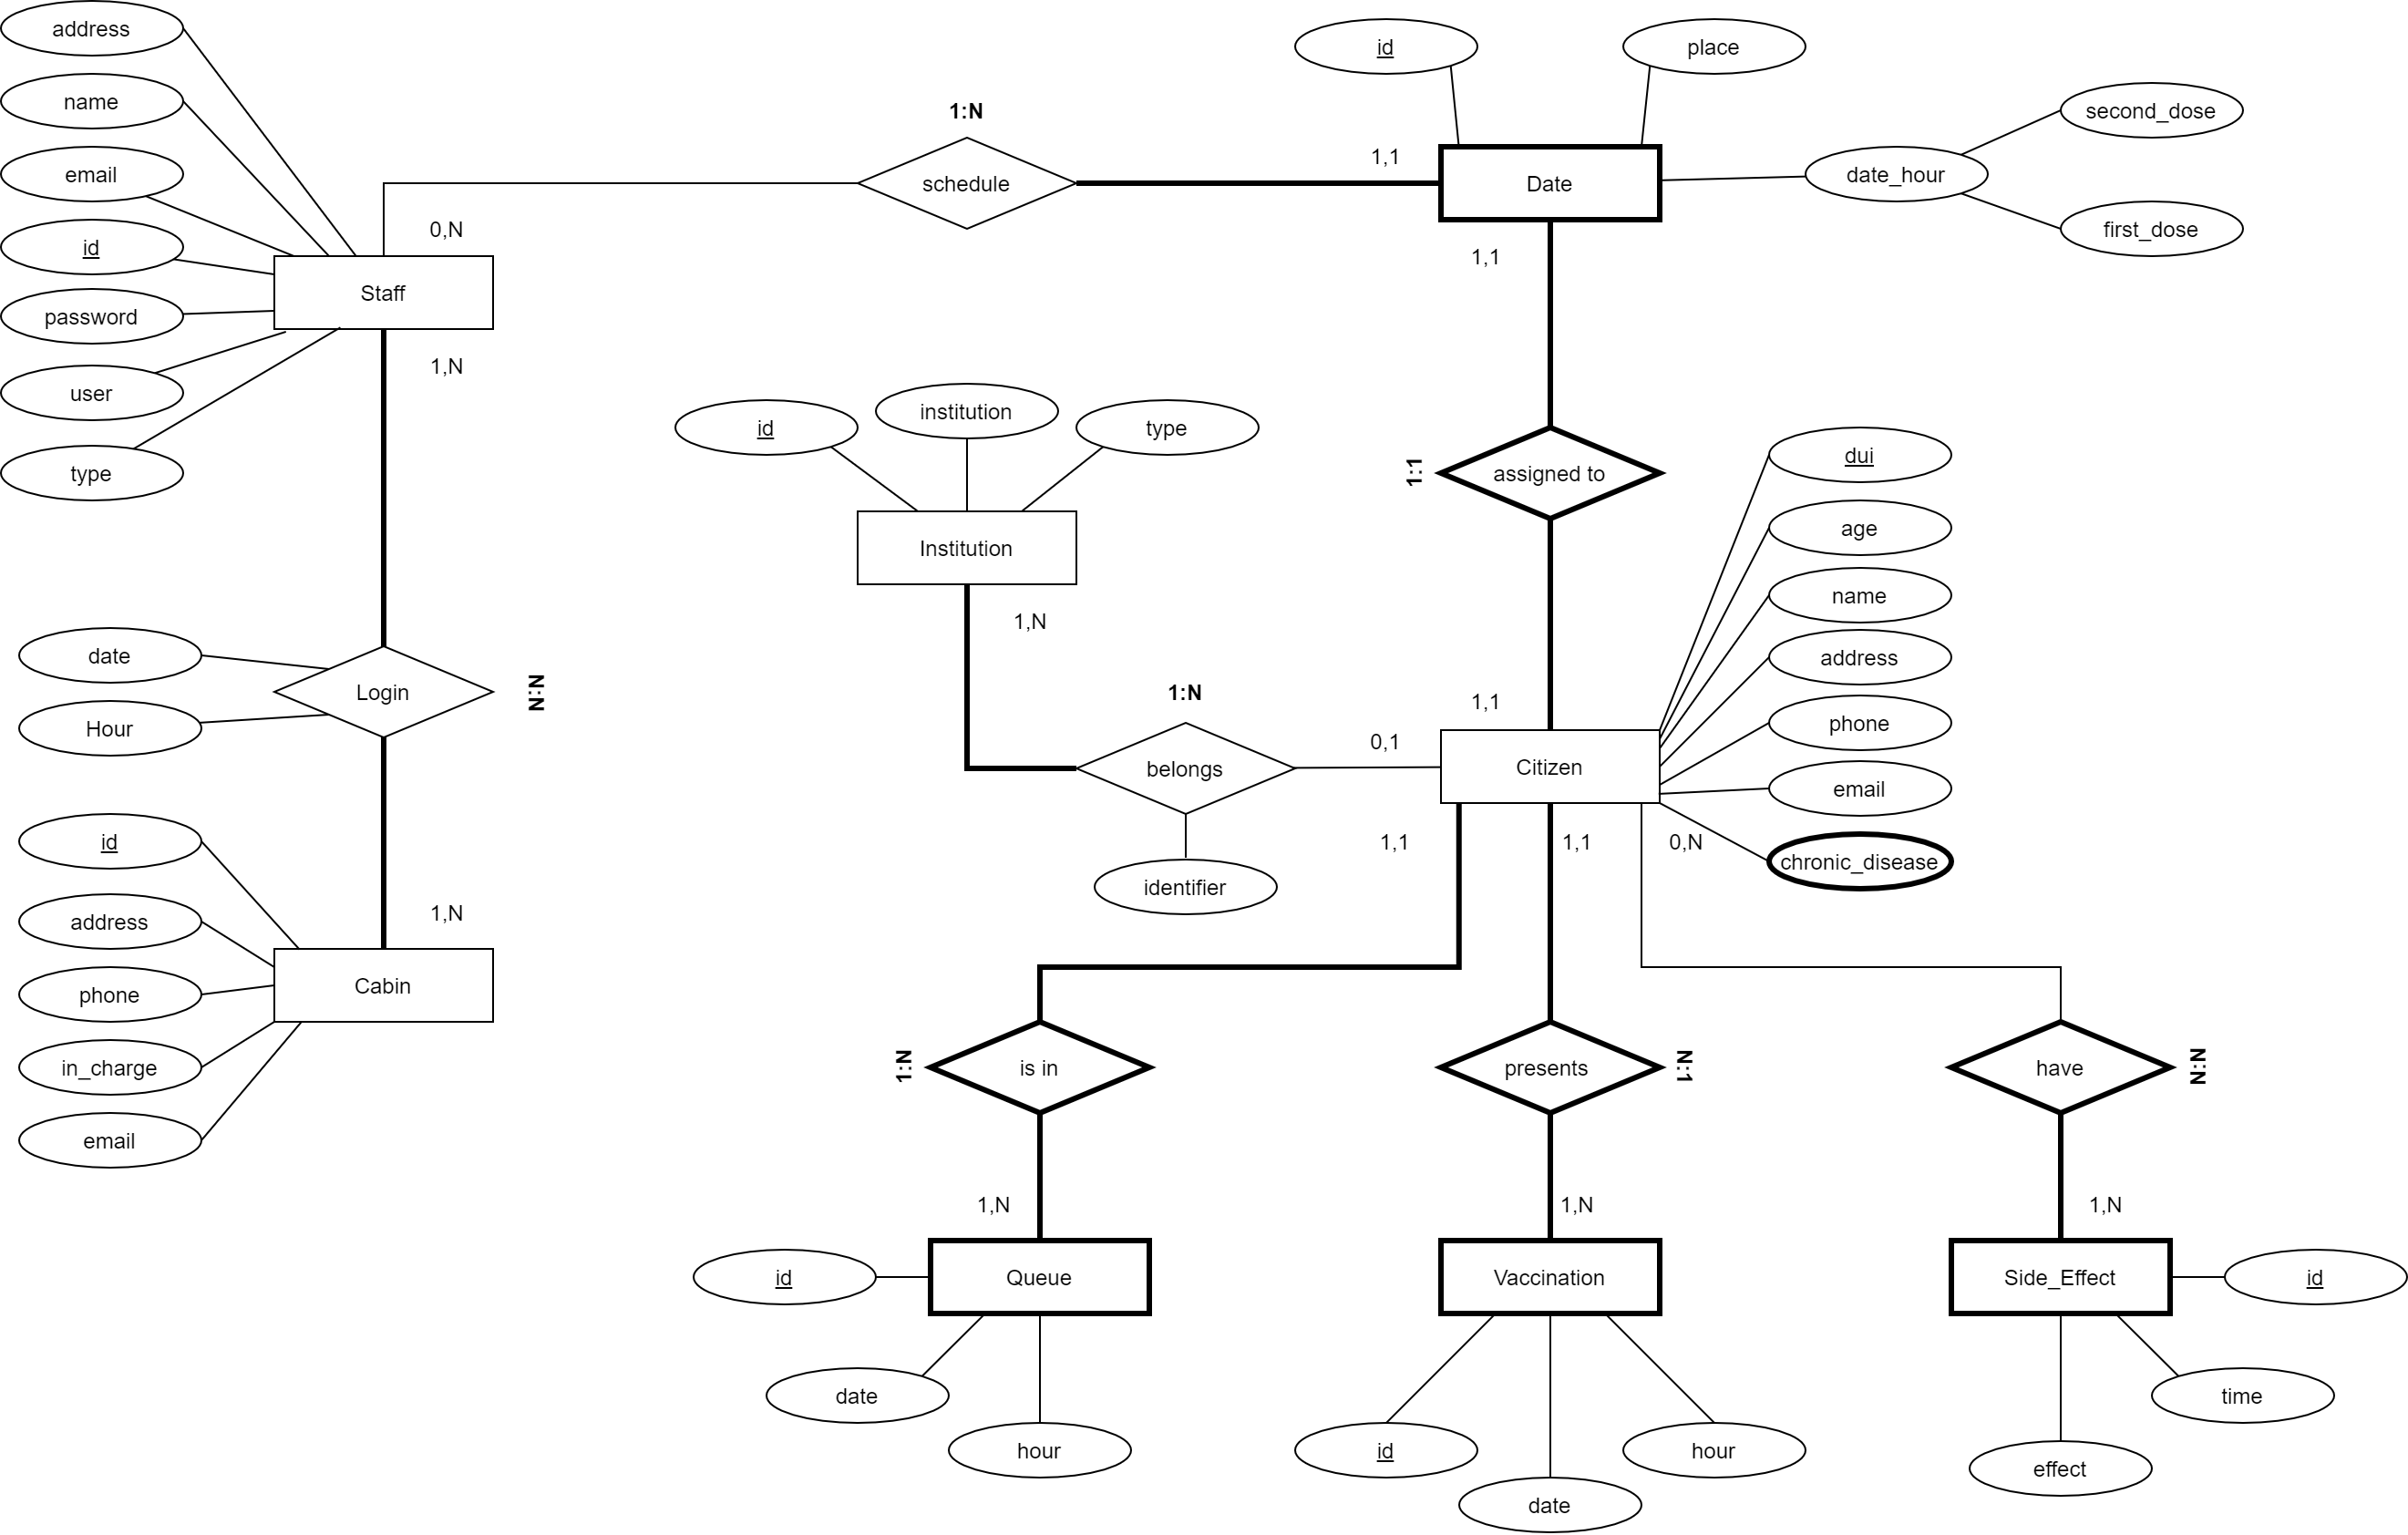 address
name
email
id
password
user
type
Staff
0,N
1,N
1:N
schedule
1,1
id
place
Date
date_hour
second_dose
first_dose
1,1
1:1
assigned to
1,1
id
institution
type
Institution
1,N
1:N
belongs
0,1
identifier
Citizen
dui
age
name
address
phone
email
chronic_disease
date
Hour
Login
N:N
id
address
phone
in_charge
email
1,N
Cabin
1,1
1,1
0,N
1:N
is in
presents
N:1
have
N:N
1,N
1,N
1,N
id
Queue
date
hour
Vaccination
id
date
hour
Side_Effect
id
time
effect